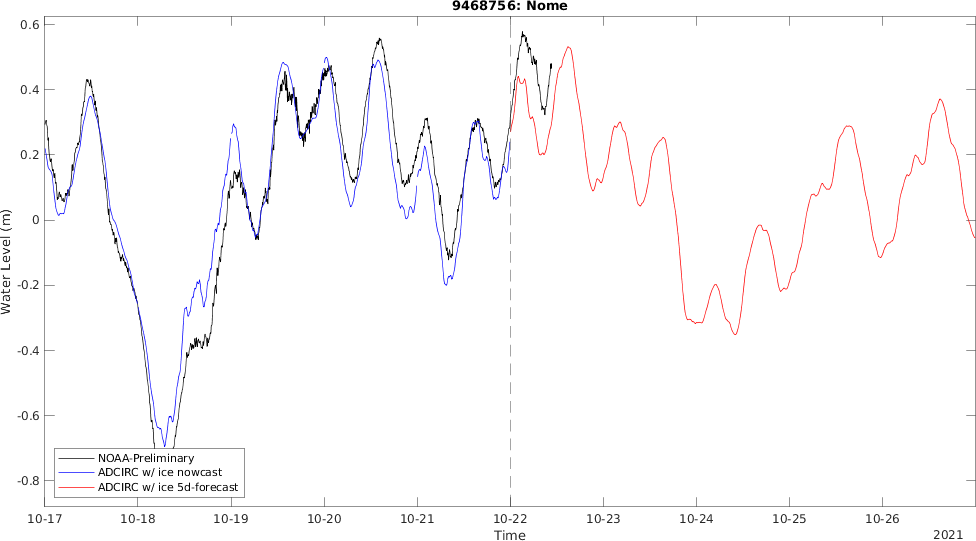 9468756: Nome
0.6
0.4
0.2
0
-0.2
-0.4
-0.6
-0.8
Water Level (m)
NOAA-Preliminary
ADCIRC w/ ice nowcast
ADCIRC w/ ice 5d-forecast
10-17 10-18 10-19 10-20 10-21 10-22 10-23 10-24 10-25 10-26
Time
2021